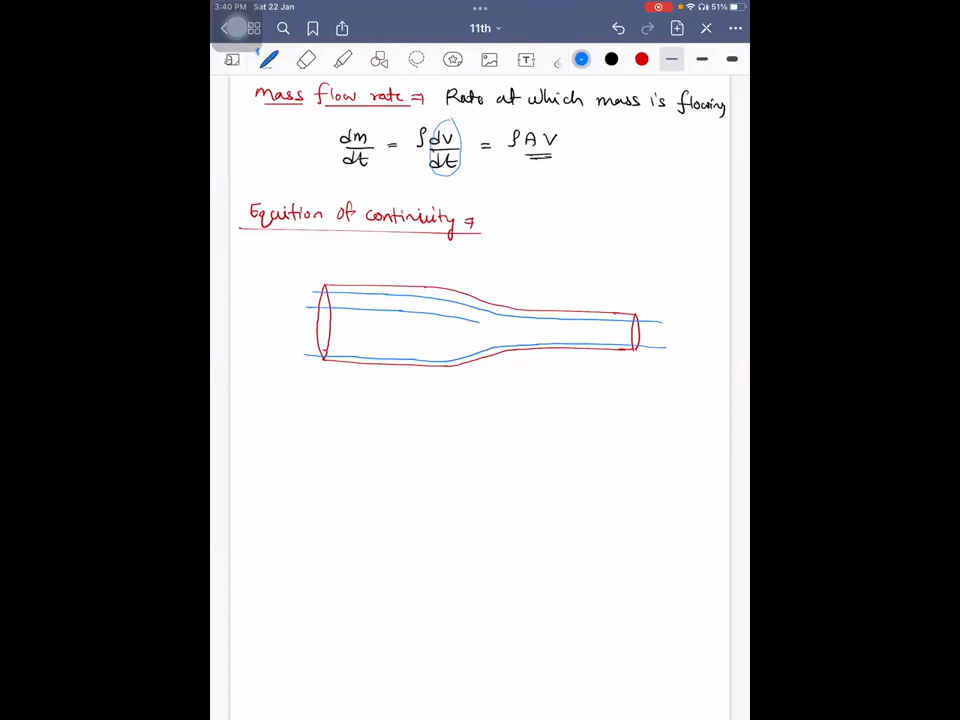 3:40 PM Sat 22 Jan
51%
11th
Mass flow rate ⇒ Rate at which mass is flowing
dm/dt = ρ dv/dt = ρ A V
Equition of continuity ⇒